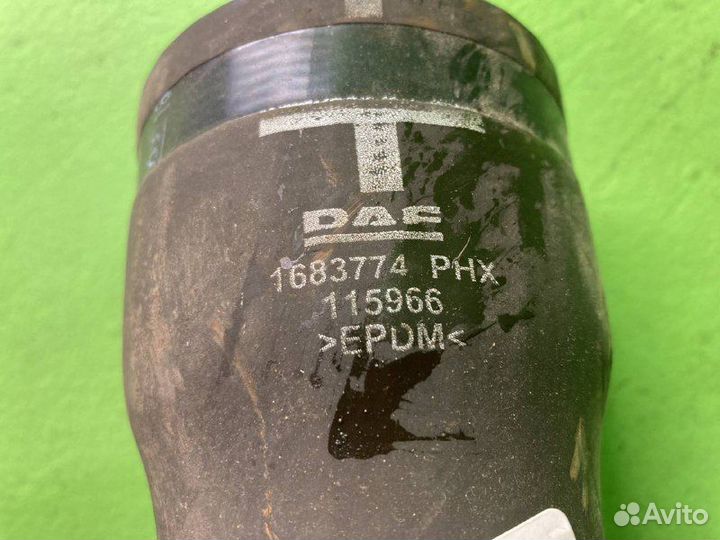 DAF
1683774 PHX
115966
>EPDM<
Avito